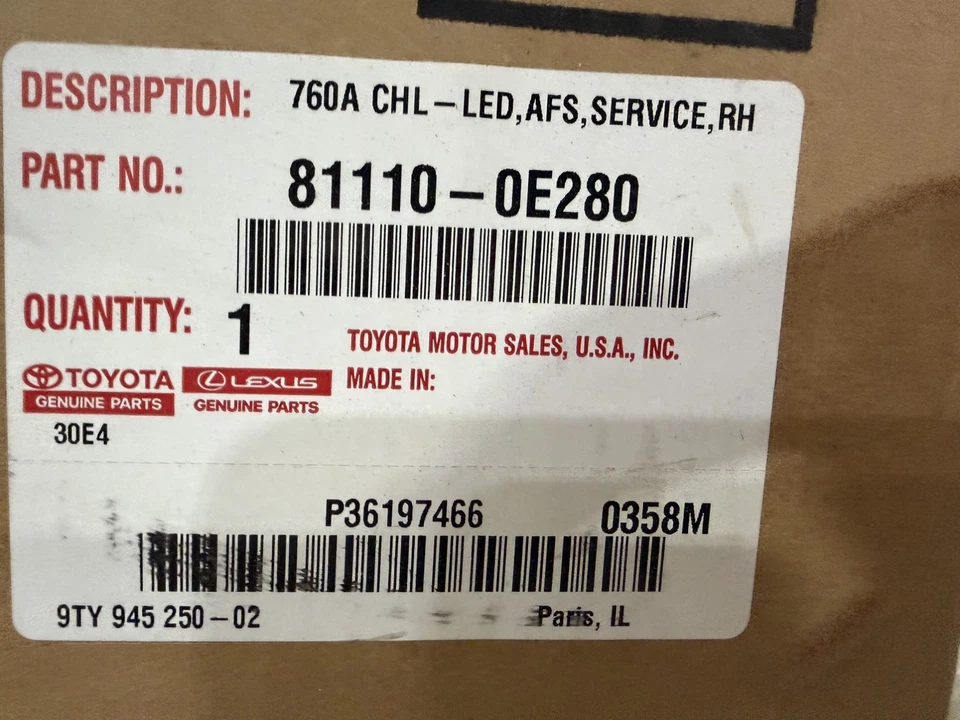 DESCRIPTION: 760A CHL-LED,AFS,SERVICE,RH
PART NO.: 81110-0E280
QUANTITY: 1
TOYOTA MOTOR SALES, U.S.A., INC.
TOYOTA LEXUS MADE IN:
GENUINE PARTS GENUINE PARTS
30E4
P36197466 0358M
9TY 945 250-02 Paris, IL